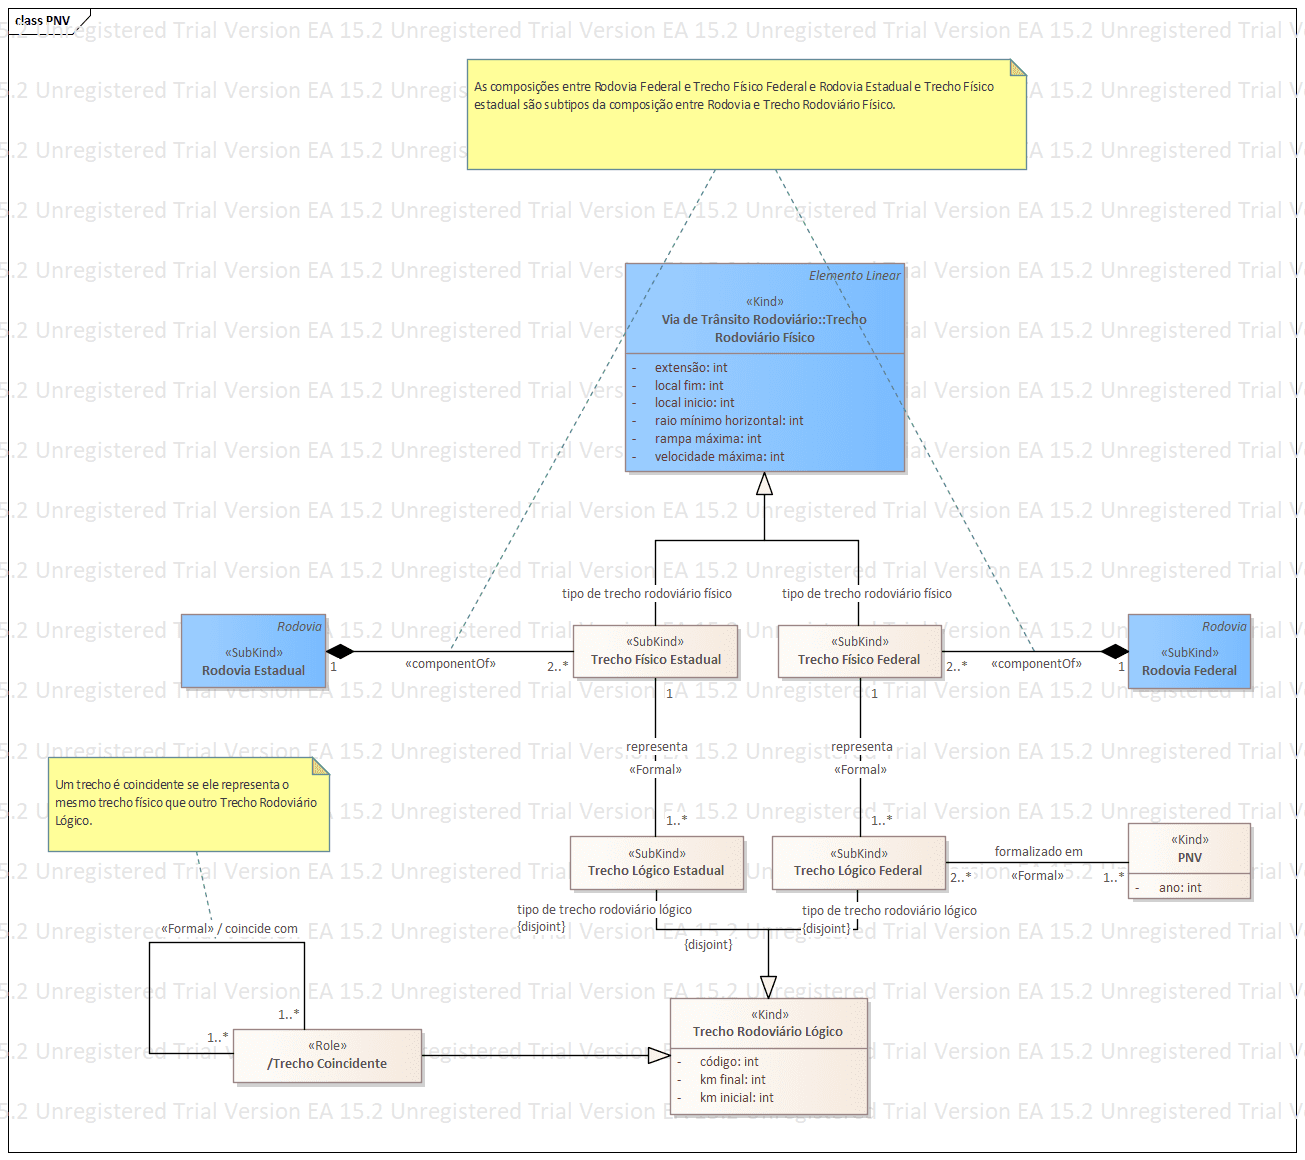 class PNV
As composições entre Rodovia Federal e Trecho Físico Federal e Rodovia Estadual e Trecho Físico
estadual são subtipos da composição entre Rodovia e Trecho Rodoviário Físico.
Elemento Linear
«Kind»
Via de Trânsito Rodoviário::Trecho
Rodoviário Físico
- extensão: int
- local fim: int
- local inicio: int
- raio mínimo horizontal: int
- rampa máxima: int
- velocidade máxima: int
tipo de trecho rodoviário físico
tipo de trecho rodoviário físico
Rodovia
«SubKind»
Rodovia Estadual
1
«componentOf»
2..*
«SubKind»
Trecho Físico Estadual
«SubKind»
Trecho Físico Federal
2..*
«componentOf»
1
Rodovia
«SubKind»
Rodovia Federal
1
1
representa
«Formal»
representa
«Formal»
1..*
1..*
Um trecho é coincidente se ele representa o
mesmo trecho físico que outro Trecho Rodoviário
Lógico.
«SubKind»
Trecho Lógico Estadual
«SubKind»
Trecho Lógico Federal
2..*
formalizado em
«Formal»
1..*
«Kind»
PNV
- ano: int
tipo de trecho rodoviário lógico
{disjoint}
tipo de trecho rodoviário lógico
{disjoint}
{disjoint}
«Formal» / coincide com
1..*
1..*
«Role»
/Trecho Coincidente
«Kind»
Trecho Rodoviário Lógico
- código: int
- km final: int
- km inicial: int
5.2 Unregistered Trial Version EA 15.2 Unregistered Trial Version EA 15.2 Unregistered Trial Version EA 15.2 Unregistered Trial